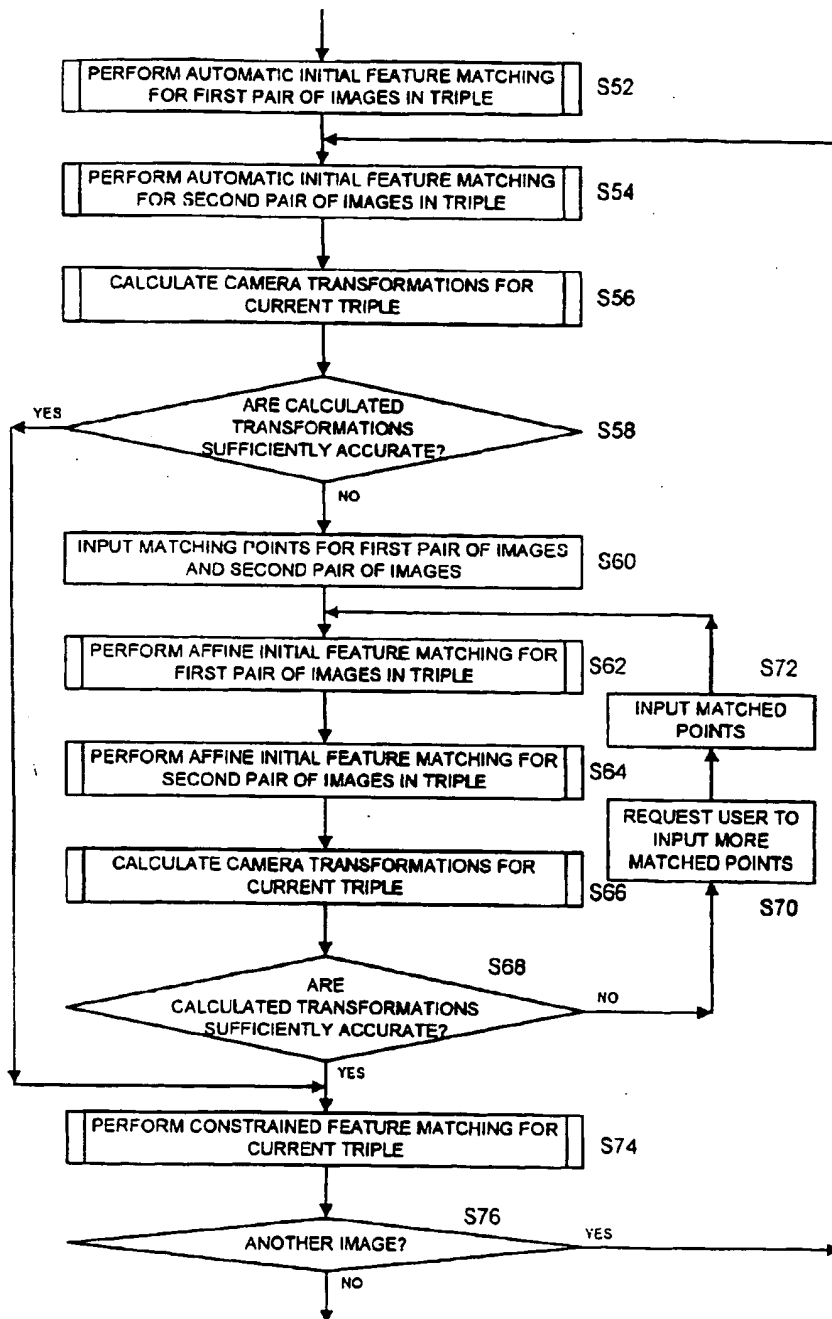 PERFORM AUTOMATIC INITIAL FEATURE MATCHING
FOR FIRST PAIR OF IMAGES IN TRIPLE
S52
PERFORM AUTOMATIC INITIAL FEATURE MATCHING
FOR SECOND PAIR OF IMAGES IN TRIPLE
S54
CALCULATE CAMERA TRANSFORMATIONS FOR
CURRENT TRIPLE
S56
YES
ARE CALCULATED
TRANSFORMATIONS
SUFFICIENTLY ACCURATE?
S58
NO
INPUT MATCHING POINTS FOR FIRST PAIR OF IMAGES
AND SECOND PAIR OF IMAGES
S60
PERFORM AFFINE INITIAL FEATURE MATCHING FOR
FIRST PAIR OF IMAGES IN TRIPLE
S62
S72
INPUT MATCHED
POINTS
PERFORM AFFINE INITIAL FEATURE MATCHING FOR
SECOND PAIR OF IMAGES IN TRIPLE
S64
REQUEST USER TO
INPUT MORE
MATCHED POINTS
S70
CALCULATE CAMERA TRANSFORMATIONS FOR
CURRENT TRIPLE
S66
S68
ARE
CALCULATED TRANSFORMATIONS
SUFFICIENTLY ACCURATE?
NO
YES
PERFORM CONSTRAINED FEATURE MATCHING FOR
CURRENT TRIPLE
S74
S76
ANOTHER IMAGE?
YES
NO